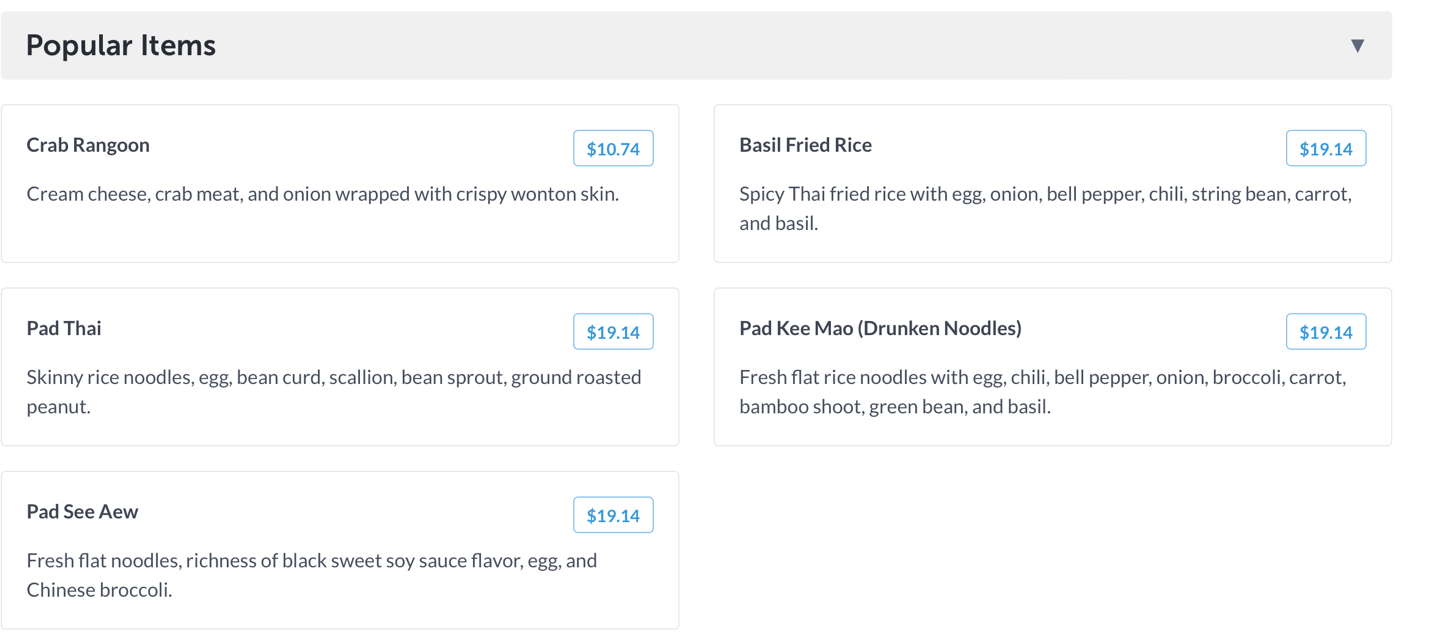 Popular Items ▼
Crab Rangoon
$10.74
Cream cheese, crab meat, and onion wrapped with crispy wonton skin.
Basil Fried Rice
$19.14
Spicy Thai fried rice with egg, onion, bell pepper, chili, string bean, carrot,
and basil.
Pad Thai
$19.14
Skinny rice noodles, egg, bean curd, scallion, bean sprout, ground roasted
peanut.
Pad Kee Mao (Drunken Noodles)
$19.14
Fresh flat rice noodles with egg, chili, bell pepper, onion, broccoli, carrot,
bamboo shoot, green bean, and basil.
Pad See Aew
$19.14
Fresh flat noodles, richness of black sweet soy sauce flavor, egg, and
Chinese broccoli.